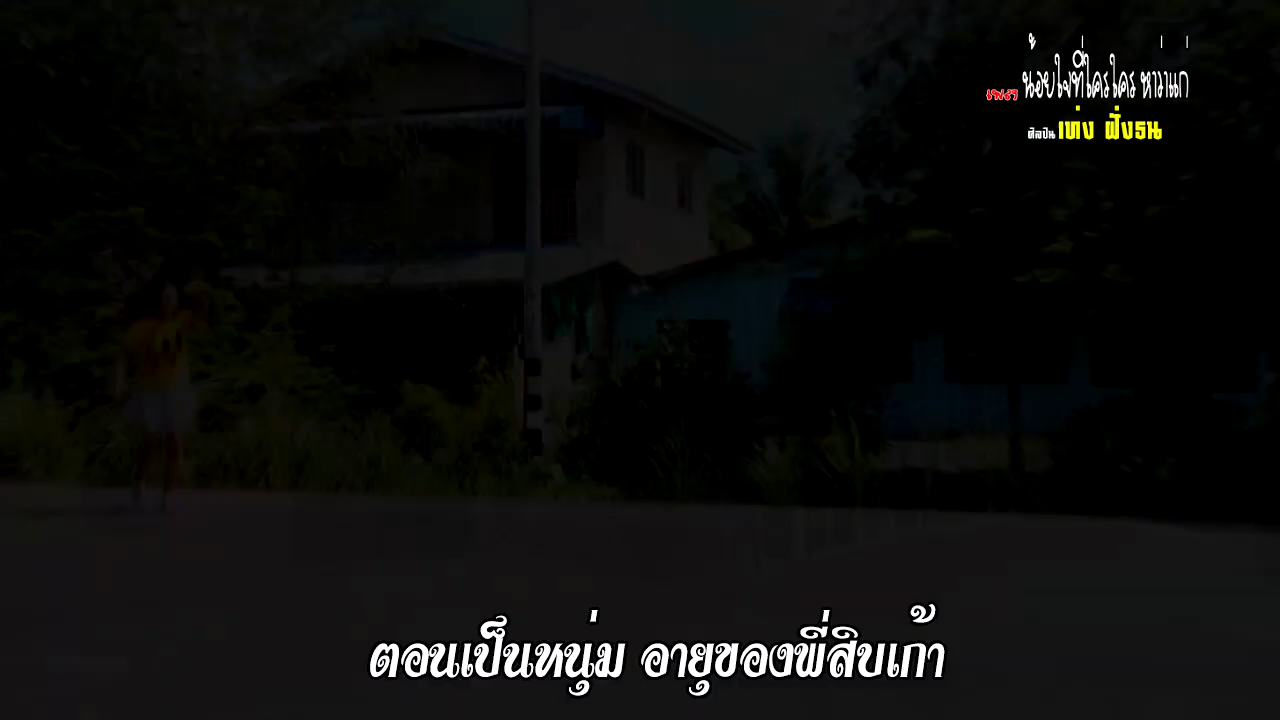 เพลง น้อยใจที่ใครใคร หาว่าแก่
ศิลปิน เท่ง ฝั่งธน
ตอนเป็นหนุ่ม อายุของพี่สิบเก้า